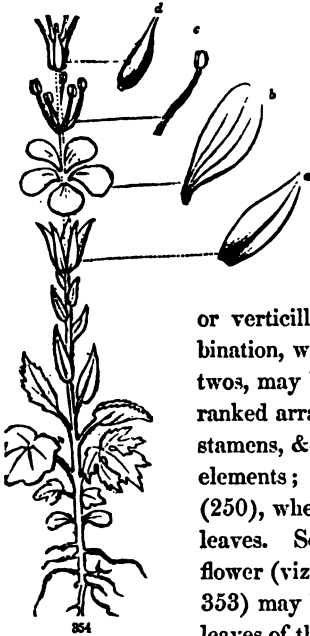 d
c
b
a
or verticill
bination, w
twos, may
ranked arra
stamens, &
elements;
(250), whe
leaves. So
flower (viz
353) may
leaves of th
354